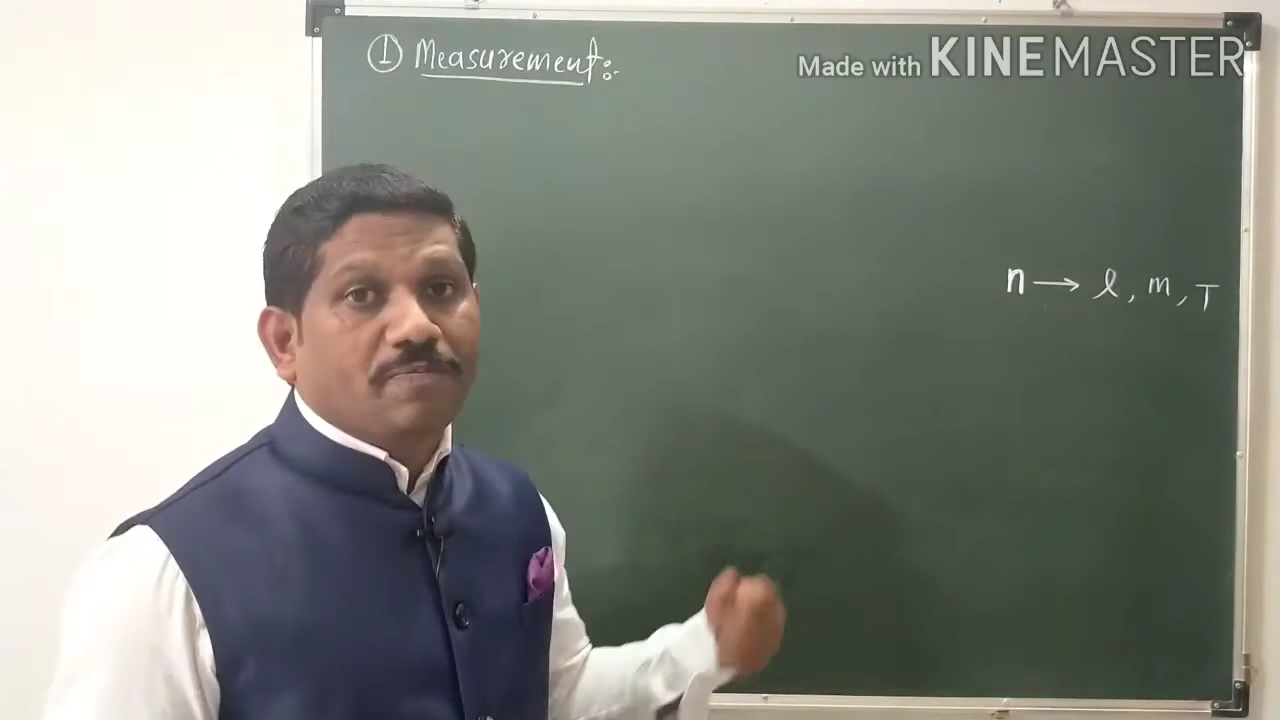 ① Measurement:-
Made with KINEMASTER
n → l, m, T